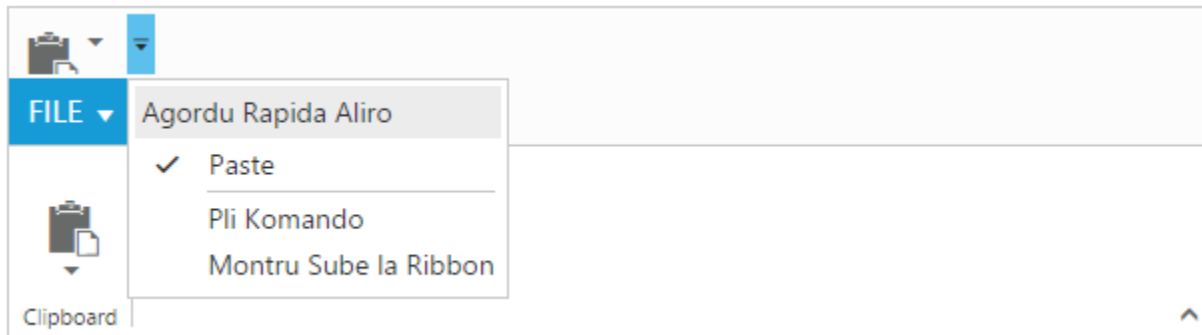 FILE
Agordu Rapida Aliro
Paste
Pli Komando
Montru Sube la Ribbon
Clipboard